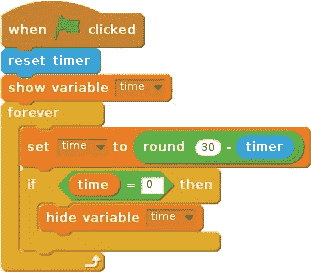 when clicked
reset timer
show variable time
forever
set time to round 30 - timer
if time = 0 then
hide variable time